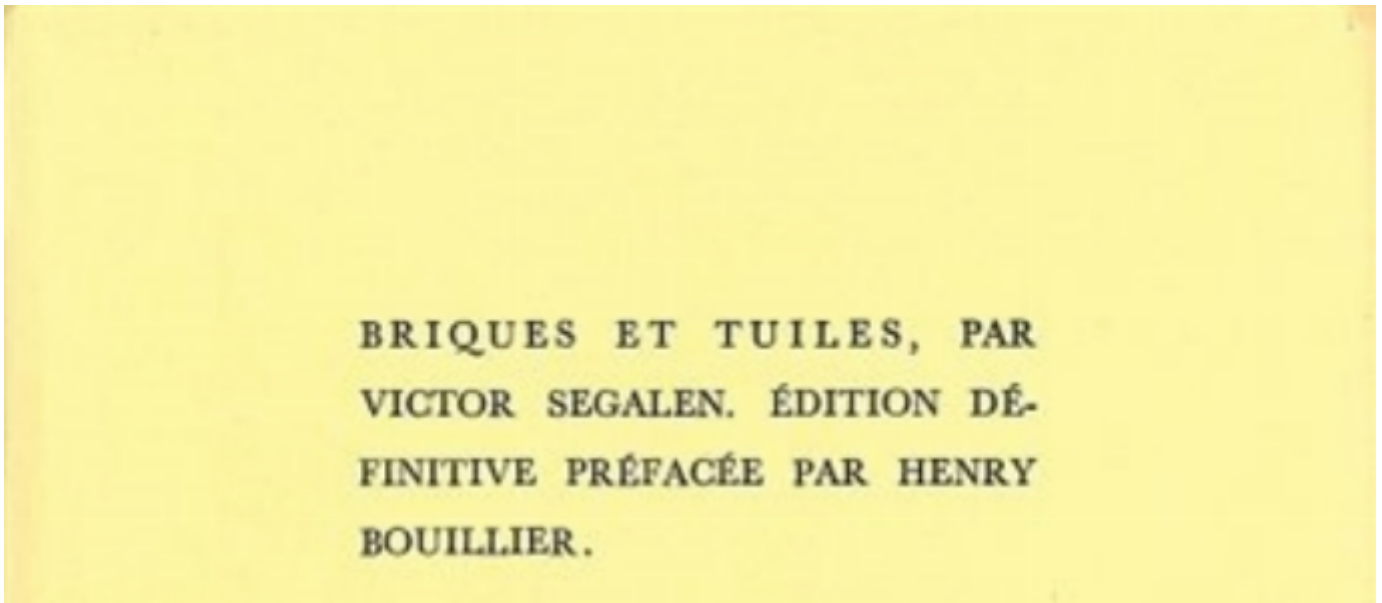 BRIQUES ET TUILES, PAR
VICTOR SEGALEN. ÉDITION DÉ-
FINITIVE PRÉFACÉE PAR HENRY
BOUILLIER.